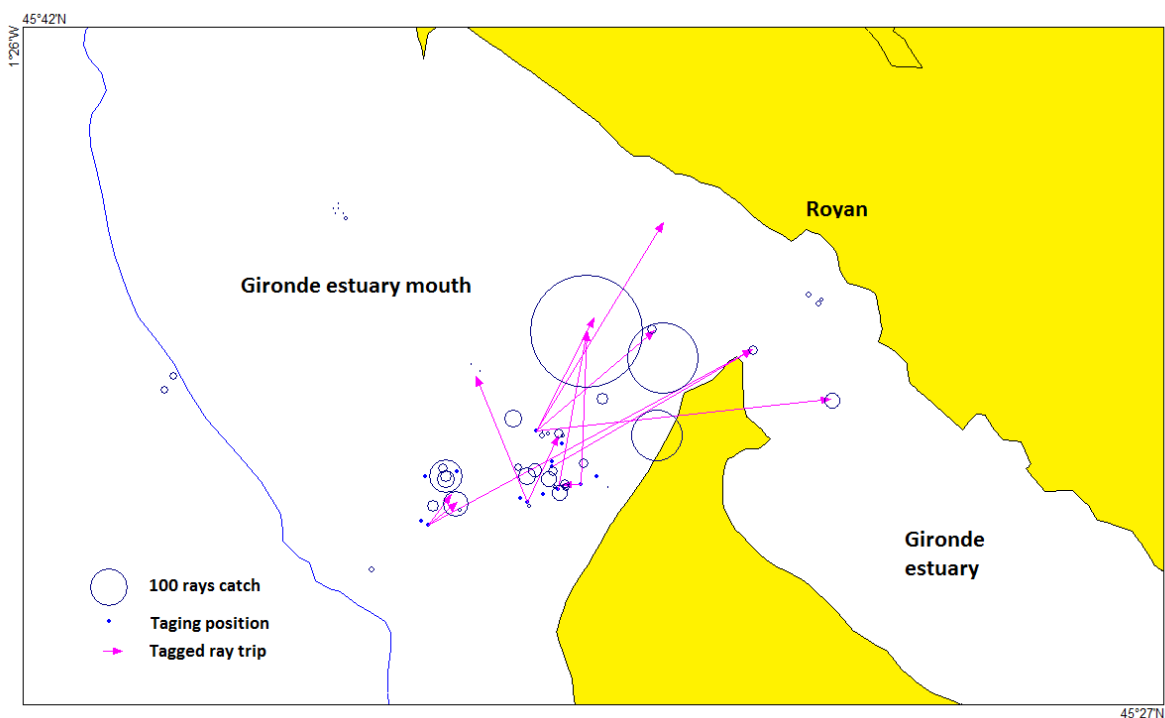 45°42'N
1°26'W
Royan
Gironde estuary mouth
Gironde
estuary
100 rays catch
Taging position
Tagged ray trip
45°27'N